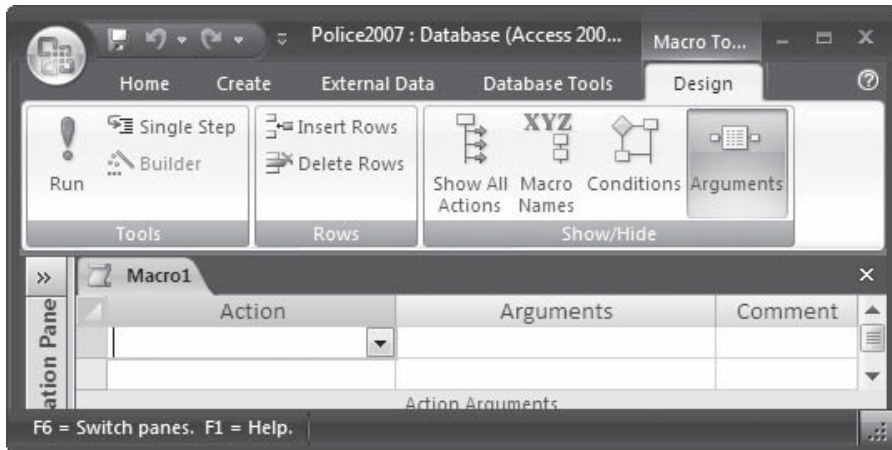 Police2007 : Database (Access 200...
Macro To...
Home Create External Data Database Tools Design
Run
Single Step
Builder
Tools
Insert Rows
Delete Rows
Rows
Show All Actions
XYZ
Macro Names
Conditions
Arguments
Show/Hide
Macro1
Action Arguments Comment
ation Pane
Action Arguments
F6 = Switch panes. F1 = Help.